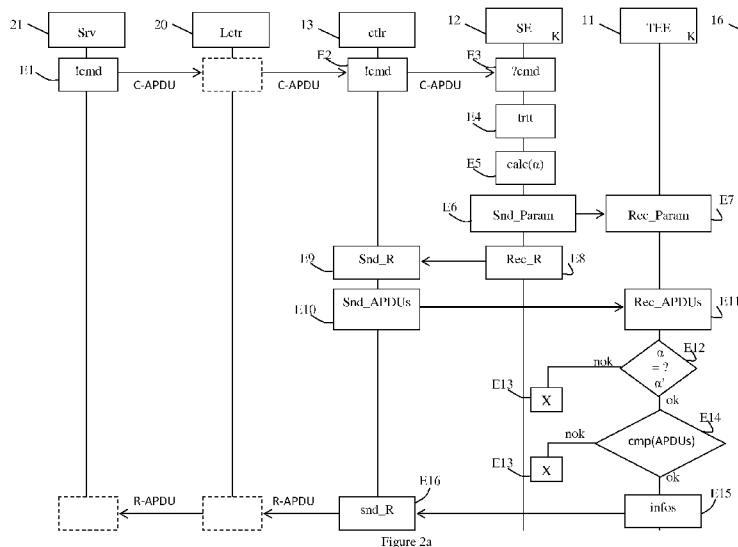 21 20 13 12 11 16
Srv Lctr ctlr SE K TEE K
E1 !cmd C-APDU C-APDU E2 !cmd C-APDU E3 ?cmd
E4 trtt
E5 calc(α)
E6 Snd_Param Rec_Param E7
E9 Snd_R Rec_R E8
E10 Snd_APDUs Rec_APDUs E11
α = ? α' E12
nok E13 X
ok
cmp(APDUs) E14
nok E13 X
ok
R-APDU R-APDU snd_R E16 infos E15
Figure 2a